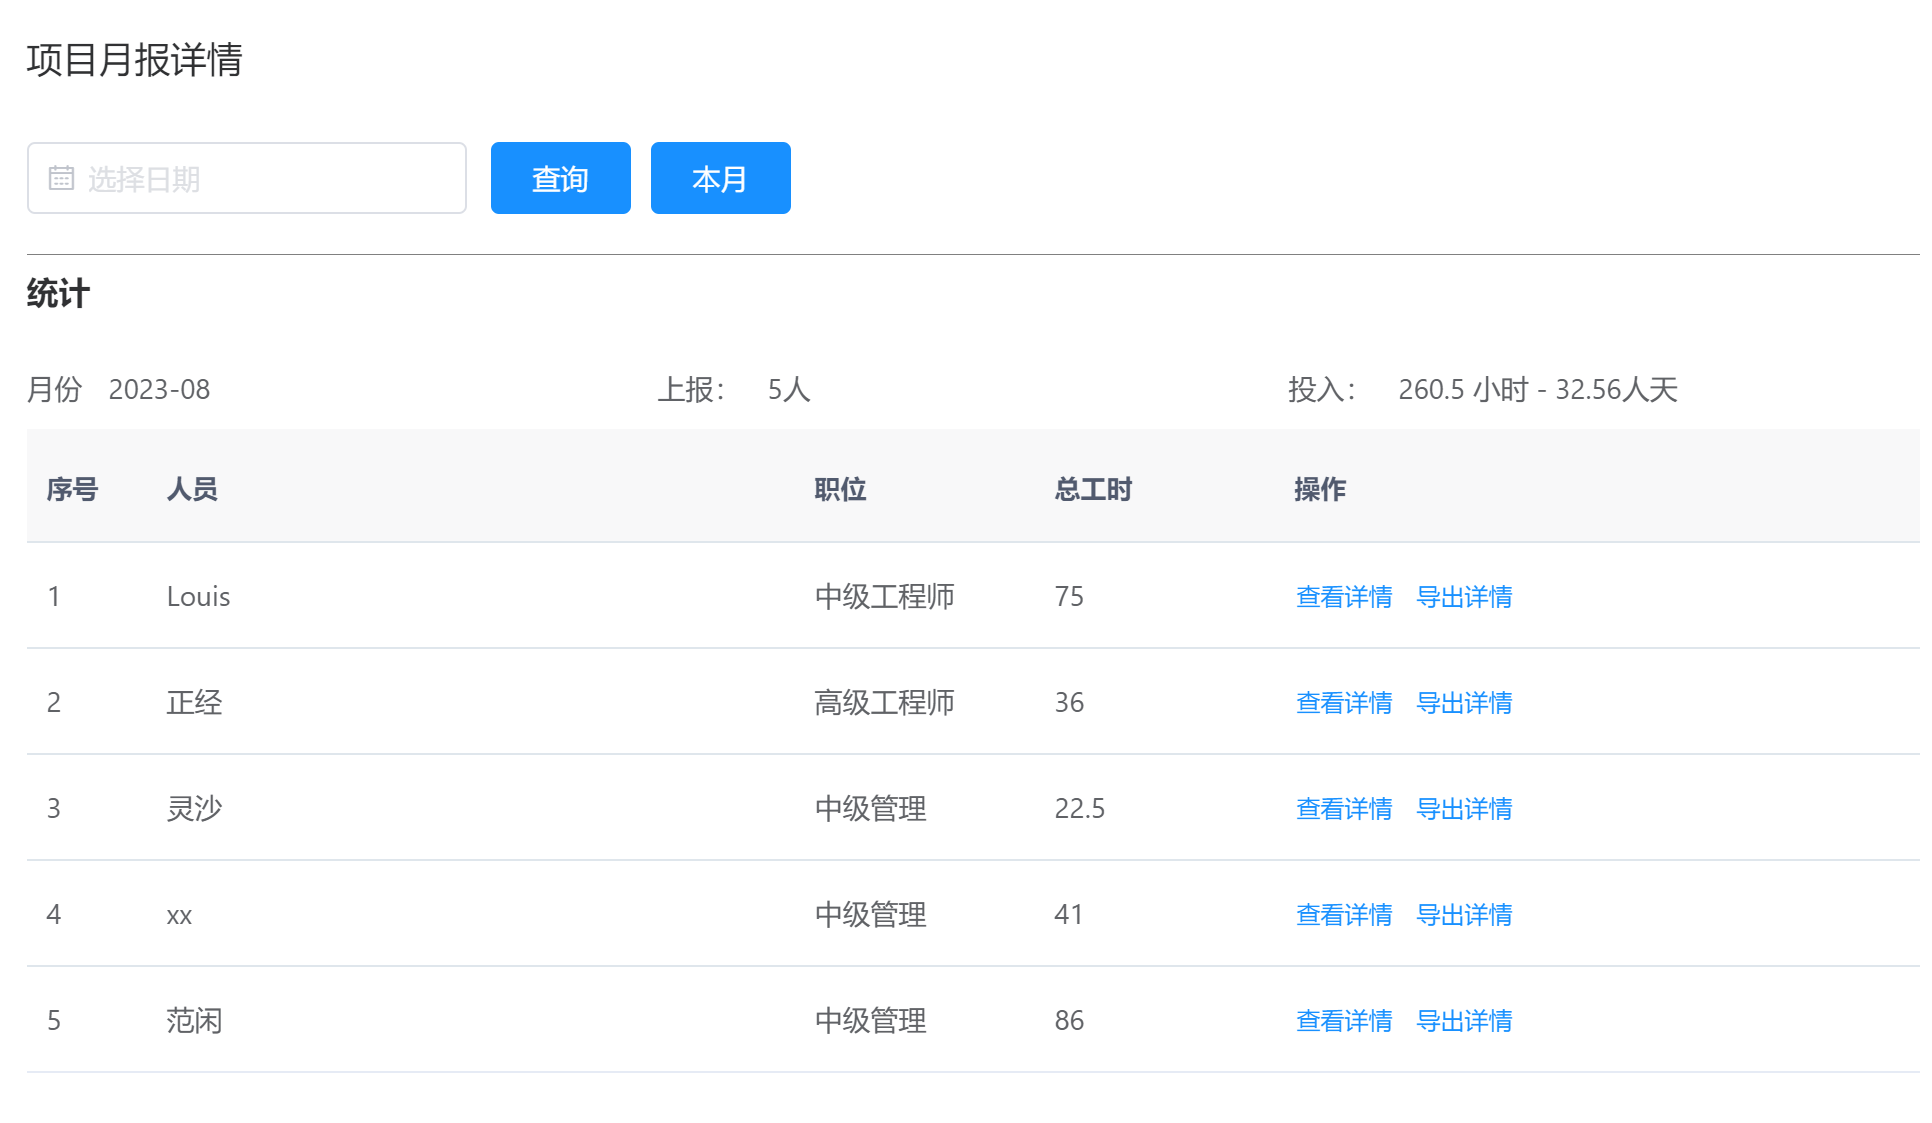 项目月报详情
选择日期 查询 本月
统计
月份 2023-08 上报： 5人 投入： 260.5 小时 - 32.56人天
序号 人员 职位 总工时 操作
1 Louis 中级工程师 75 查看详情 导出详情
2 正经 高级工程师 36 查看详情 导出详情
3 灵沙 中级管理 22.5 查看详情 导出详情
4 xx 中级管理 41 查看详情 导出详情
5 范闲 中级管理 86 查看详情 导出详情